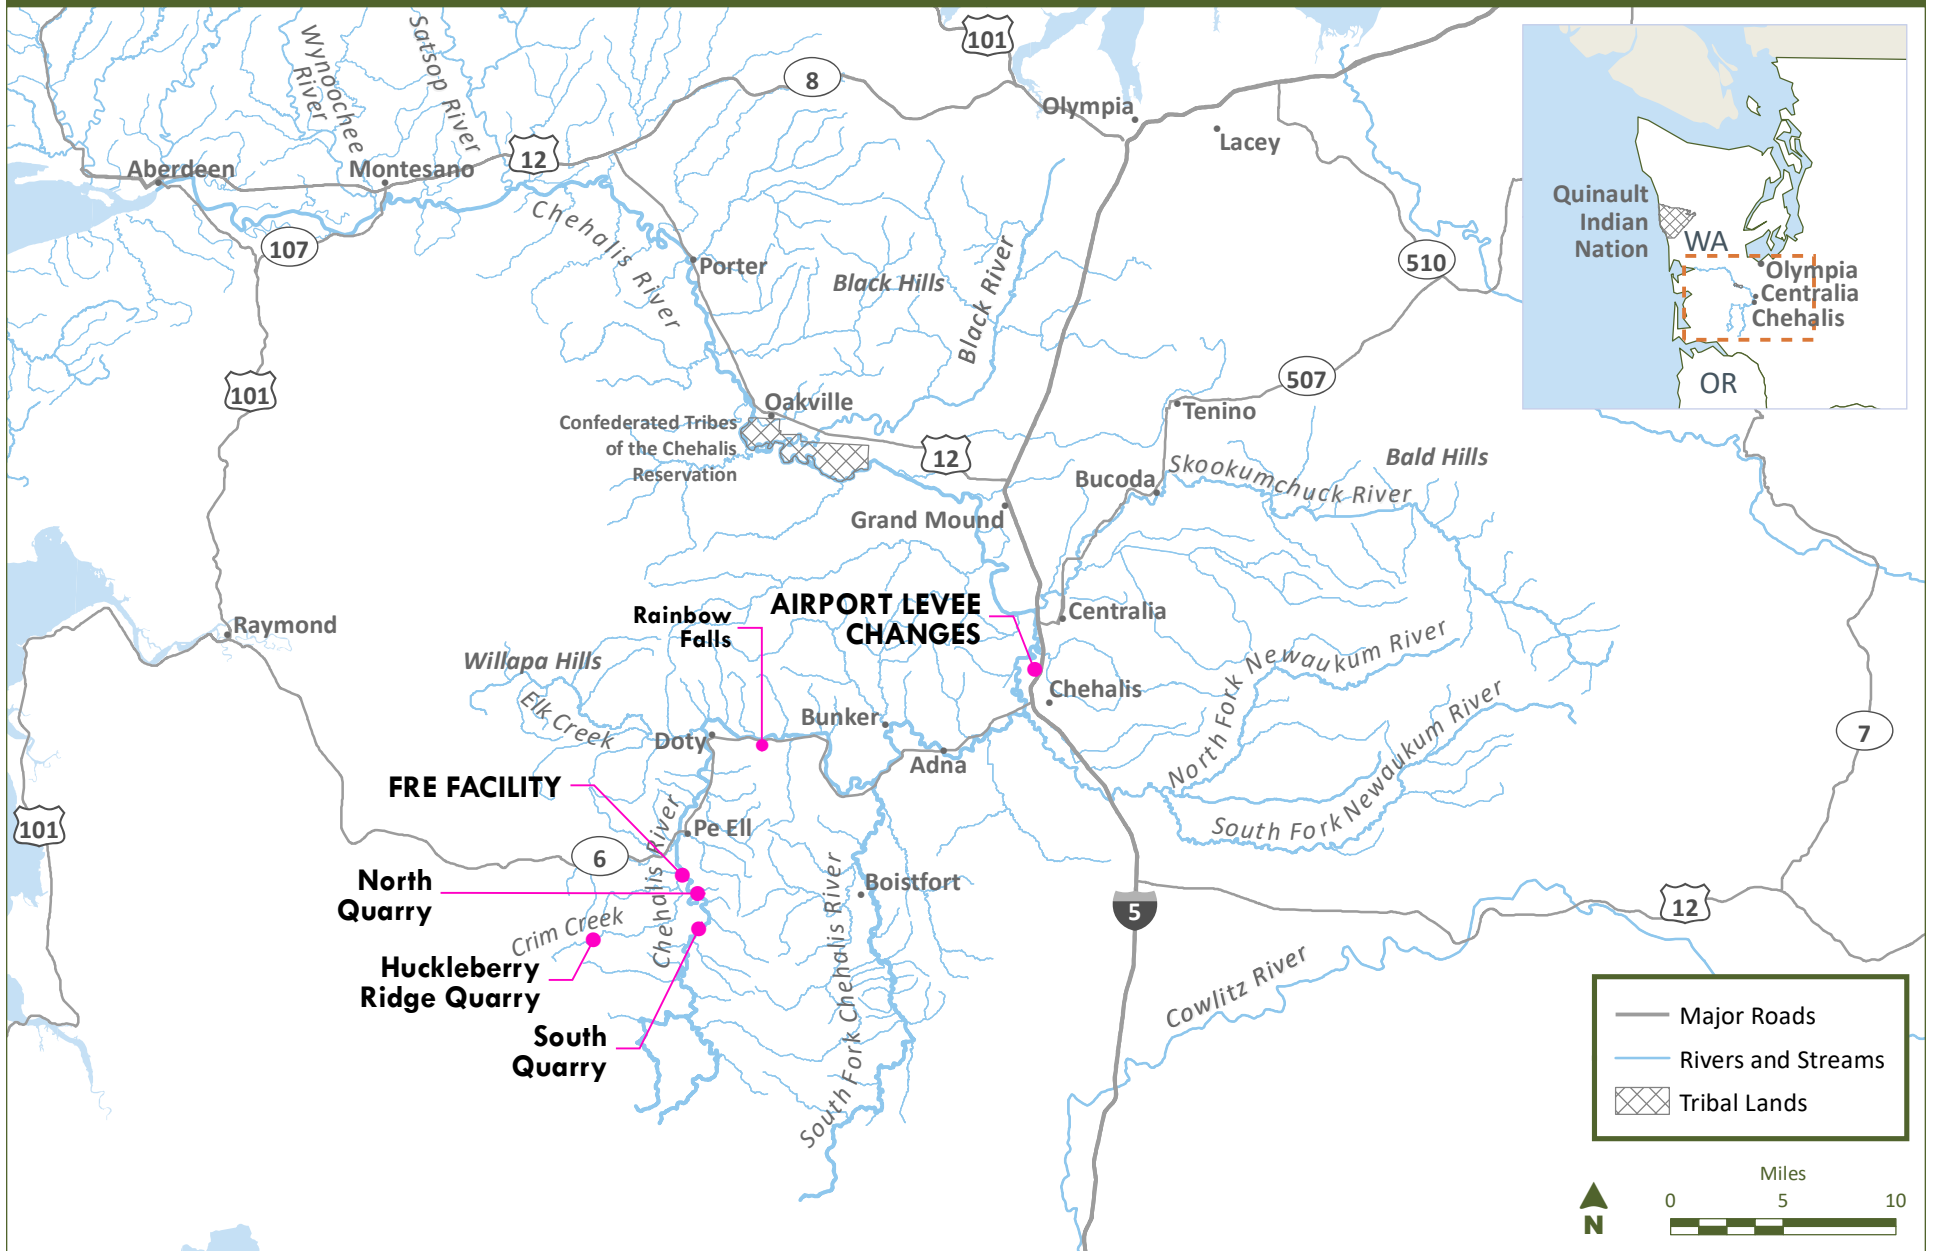 Wynoochee
River
Satsop River
101
8
Olympia
Lacey
12
Aberdeen
Montesano
107
Chehalis River
Porter
Black Hills
Black River
510
Quinault
Indian
Nation
WA
Olympia
Centralia
Chehalis
OR
101
507
Oakville
Tenino
Confederated Tribes
of the Chehalis
Reservation
12
Bald Hills
Bucoda
Skookumchuck River
Grand Mound
Raymond
Rainbow
Falls
AIRPORT LEVEE
CHANGES
Centralia
Willapa Hills
Elk Creek
Chehalis
North Fork Newaukum River
Bunker
Doty
Adna
South Fork Newaukum River
7
FRE FACILITY
101
Pe Ell
6
Chehalis River
North
Quarry
Boistfort
Crim Creek
5
12
Huckleberry
Ridge Quarry
South Fork Chehalis River
Cowlitz River
South
Quarry
Major Roads
Rivers and Streams
Tribal Lands
Miles
0 5 10
N